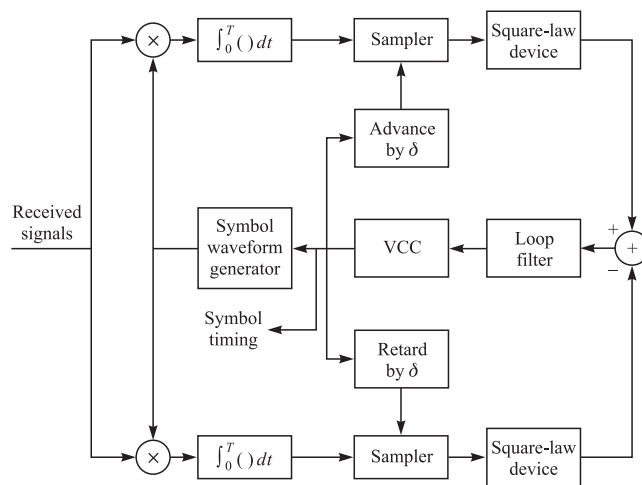 ×
∫₀ᵀ( ) dt
Sampler
Square-law
device
Advance
by δ
Received
signals
Symbol
waveform
generator
VCC
Loop
filter
+
+
−
Symbol
timing
Retard
by δ
×
∫₀ᵀ( ) dt
Sampler
Square-law
device